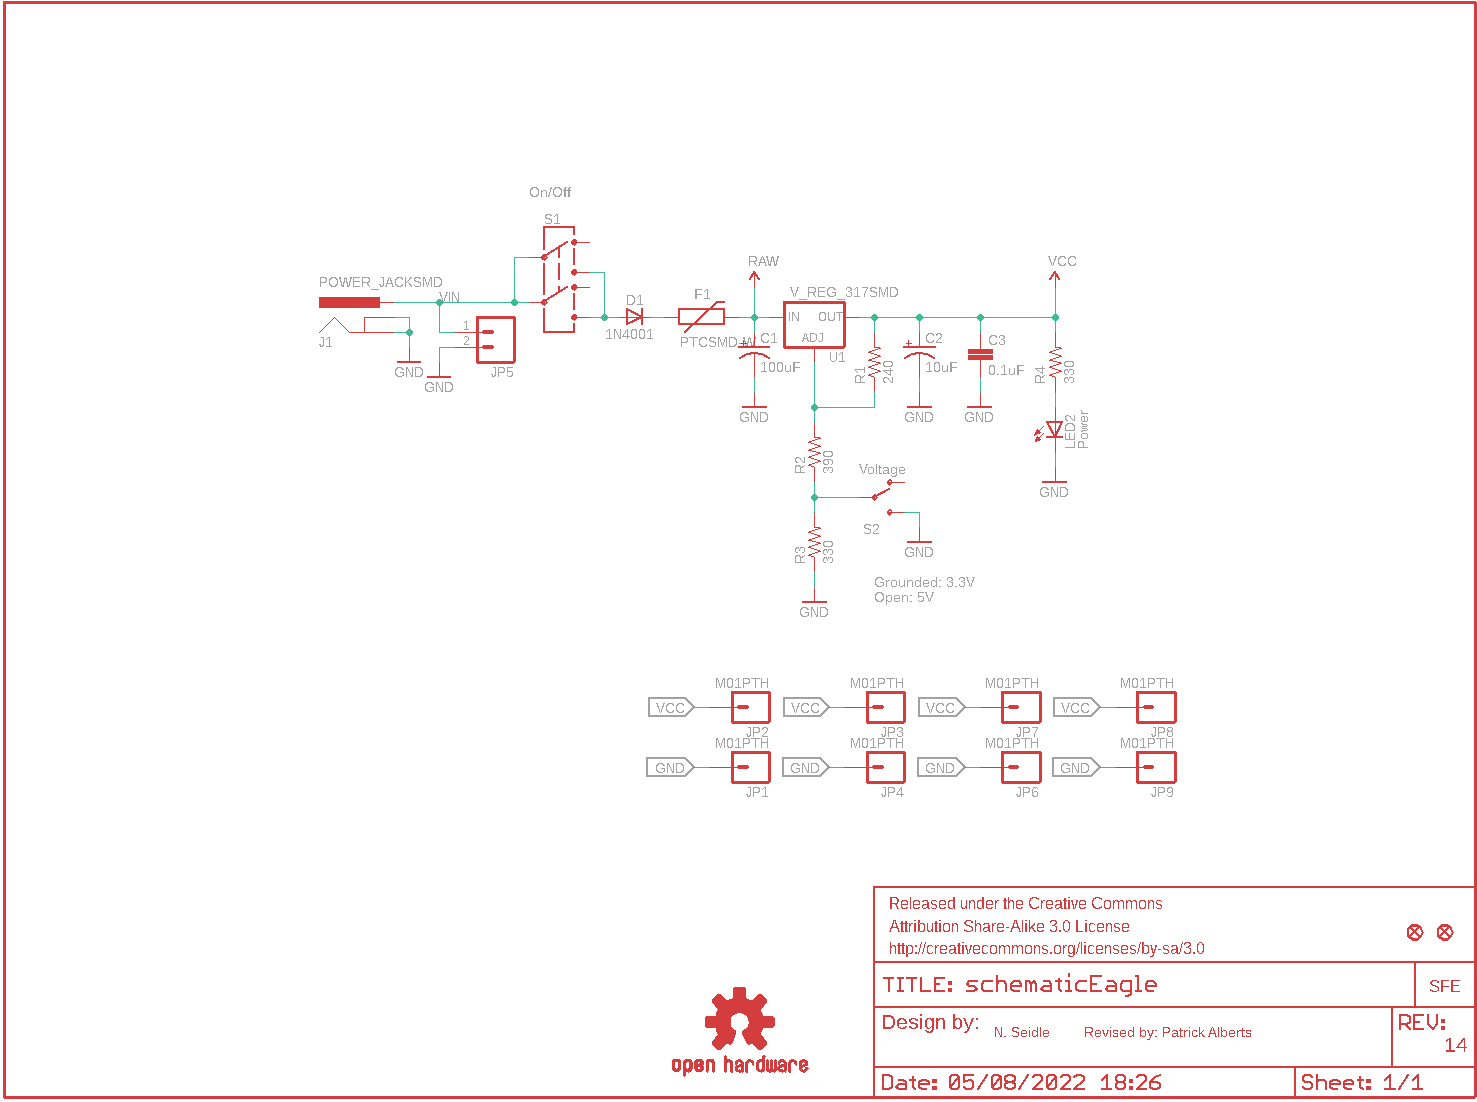 On/Off
S1
POWER_JACKSMD
VIN
J1
GND
1
2
JP5
GND
D1
1N4001
F1
PTCSMD-W
RAW
C1
100uF
GND
V_REG_317SMD
IN
OUT
ADJ
U1
R1
240
C2
10uF
GND
C3
0.1uF
GND
VCC
R4
330
LED2
Power
GND
R2
390
Voltage
S2
GND
R3
330
GND
Grounded: 3.3V
Open: 5V
M01PTH M01PTH M01PTH M01PTH
VCC VCC VCC VCC
JP2 JP3 JP7 JP8
M01PTH M01PTH M01PTH M01PTH
GND GND GND GND
JP1 JP4 JP6 JP9
Released under the Creative Commons
Attribution Share-Alike 3.0 License
http://creativecommons.org/licenses/by-sa/3.0
TITLE: schematicEagle
SFE
Design by: N. Seidle Revised by: Patrick Alberts
REV:
14
Date: 05/08/2022 18:26
Sheet: 1/1
open hardware